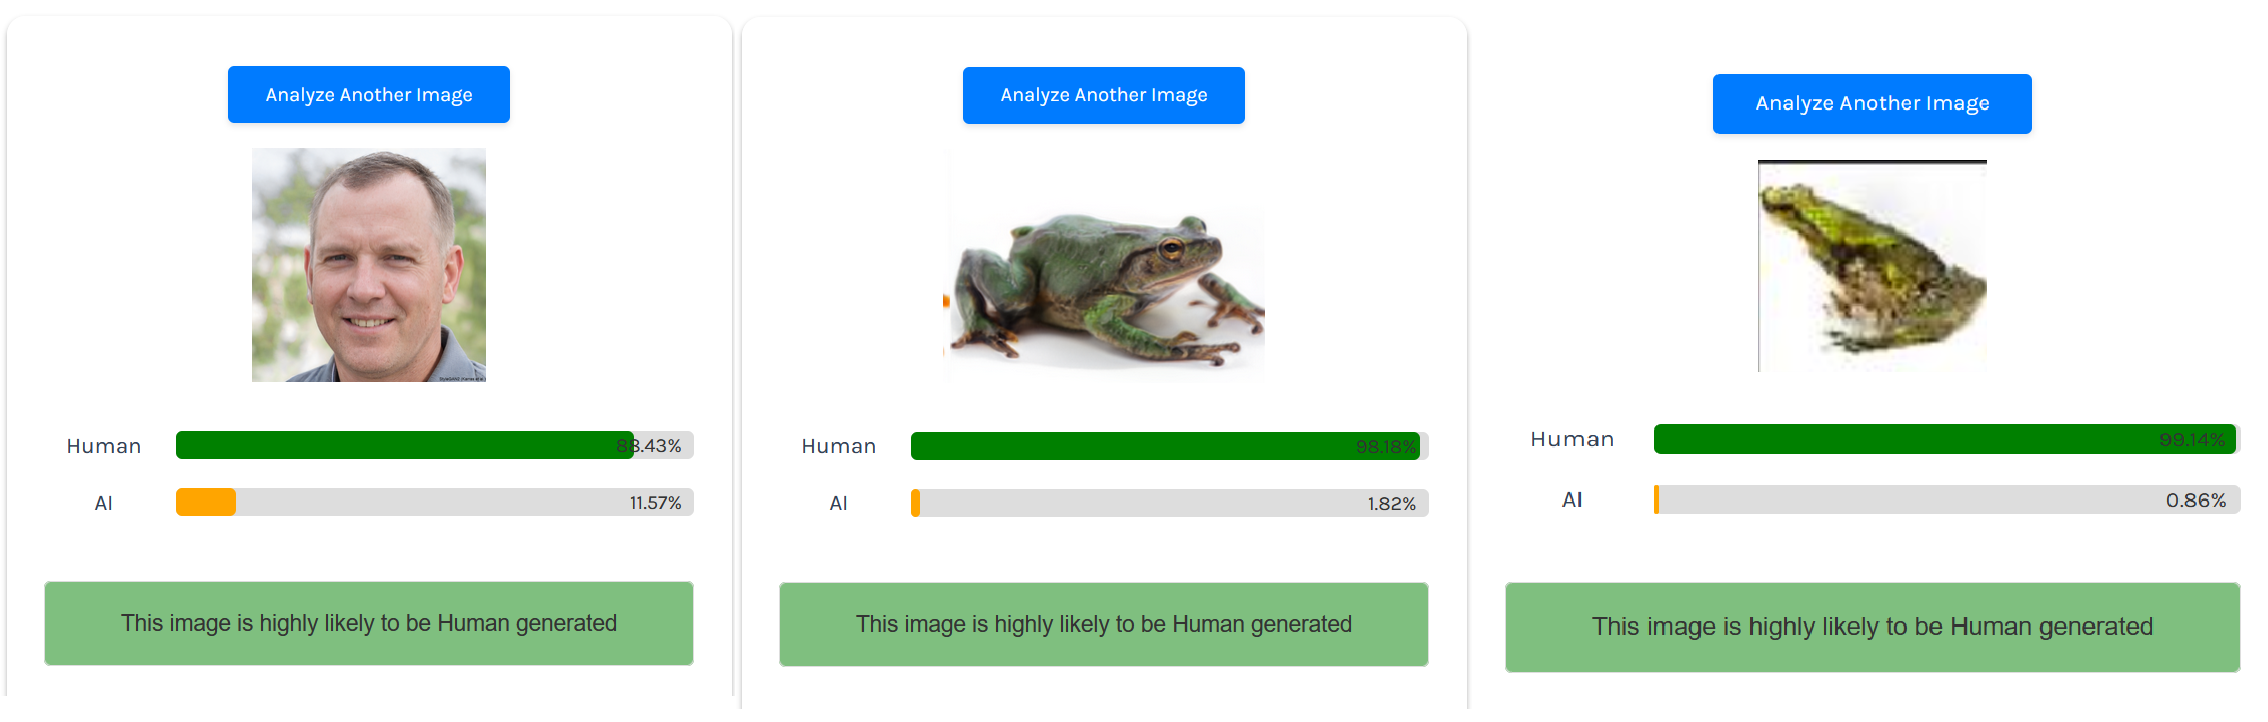 Analyze Another Image
Human 88.43%
AI 11.57%
This image is highly likely to be Human generated
Analyze Another Image
Human 98.18%
AI 1.82%
This image is highly likely to be Human generated
Analyze Another Image
Human 99.14%
AI 0.86%
This image is highly likely to be Human generated